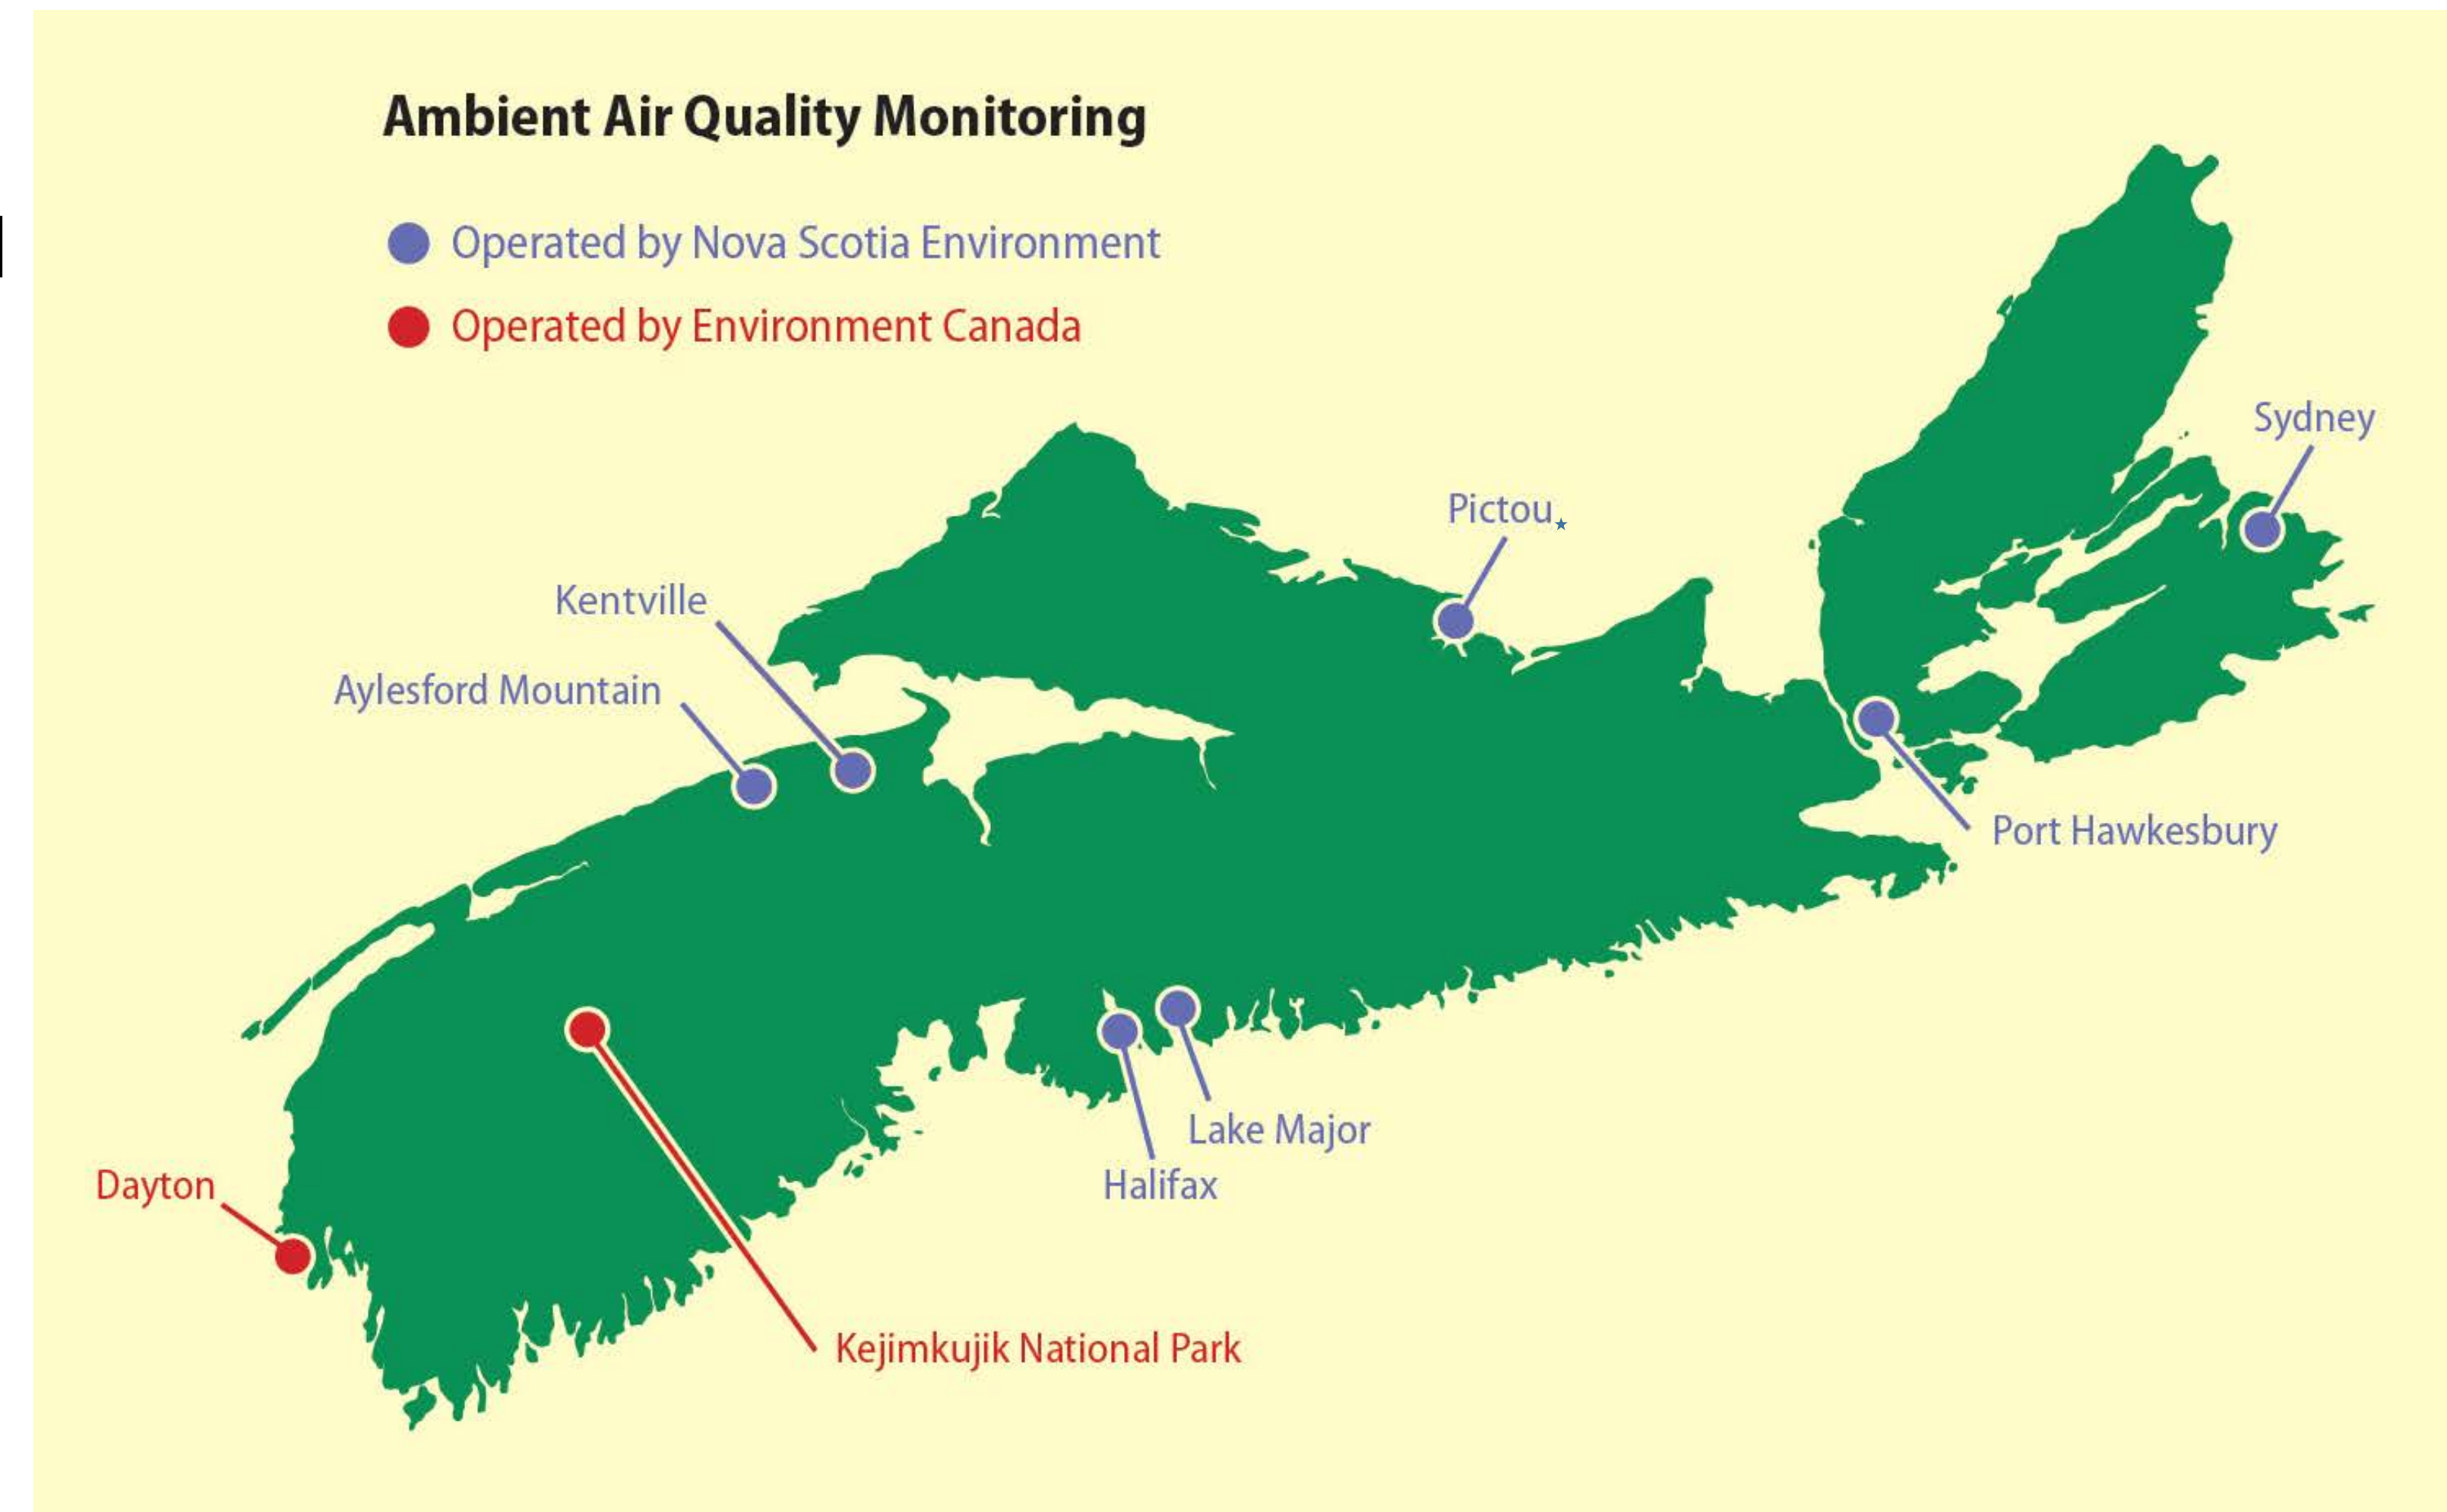 Ambient Air Quality Monitoring
Operated by Nova Scotia Environment
Operated by Environment Canada
Sydney
Pictou★
Kentville
Aylesford Mountain
Port Hawkesbury
Lake Major
Halifax
Dayton
Kejimkujik National Park